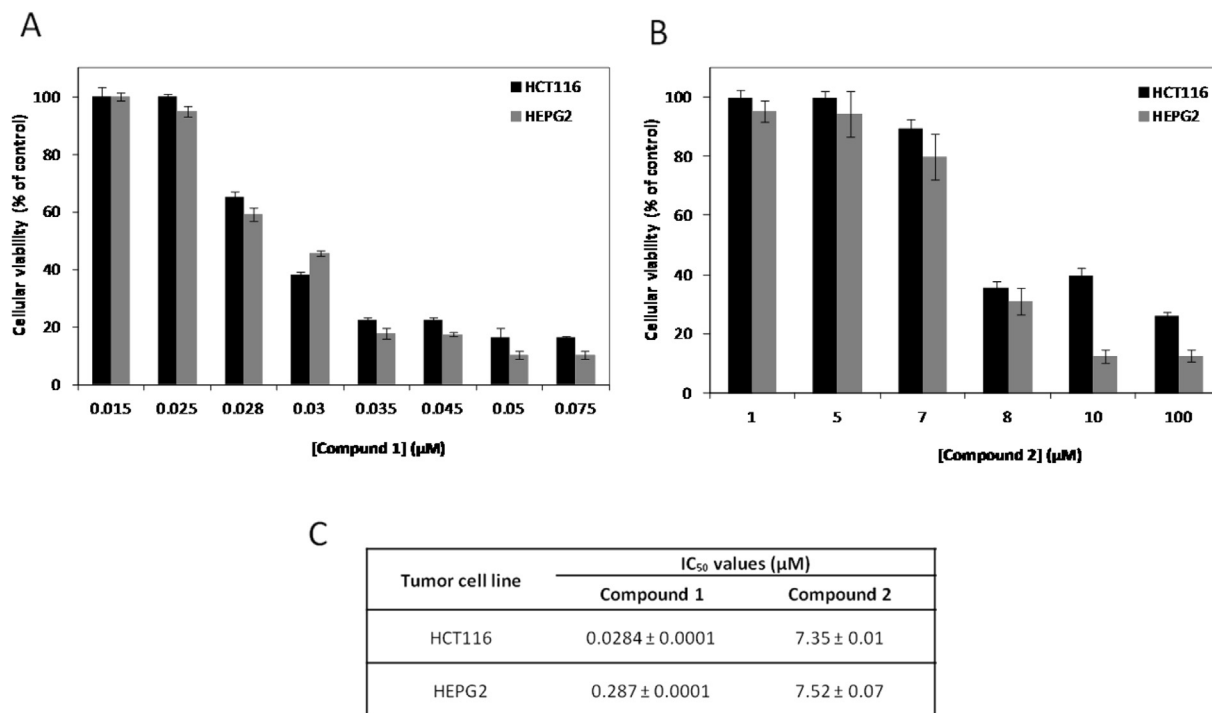 A
HCT116
HEPG2
Cellular viability (% of control)
100
80
60
40
20
0
0.015 0.025 0.028 0.03 0.035 0.045 0.05 0.075
[Compund 1] (µM)
B
HCT116
HEPG2
Cellular viability (% of control)
100
80
60
40
20
0
1 5 7 8 10 100
[Compound 2] (µM)
C
Tumor cell line
IC₅₀ values (µM)
Compound 1 Compound 2
HCT116 0.0284 ± 0.0001 7.35 ± 0.01
HEPG2 0.287 ± 0.0001 7.52 ± 0.07